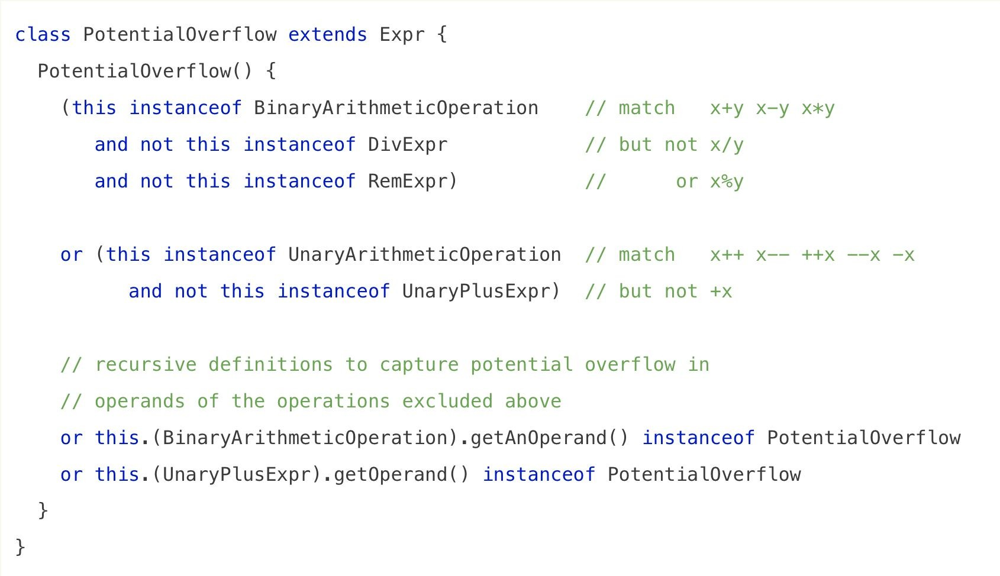 class PotentialOverflow extends Expr {
  PotentialOverflow() {
    (this instanceof BinaryArithmeticOperation    // match   x+y x-y x*y
       and not this instanceof DivExpr            // but not x/y
       and not this instanceof RemExpr)           //      or x%y

    or (this instanceof UnaryArithmeticOperation  // match   x++ x-- ++x --x -x
          and not this instanceof UnaryPlusExpr)  // but not +x

    // recursive definitions to capture potential overflow in
    // operands of the operations excluded above
    or this.(BinaryArithmeticOperation).getAnOperand() instanceof PotentialOverflow
    or this.(UnaryPlusExpr).getOperand() instanceof PotentialOverflow
  }
}